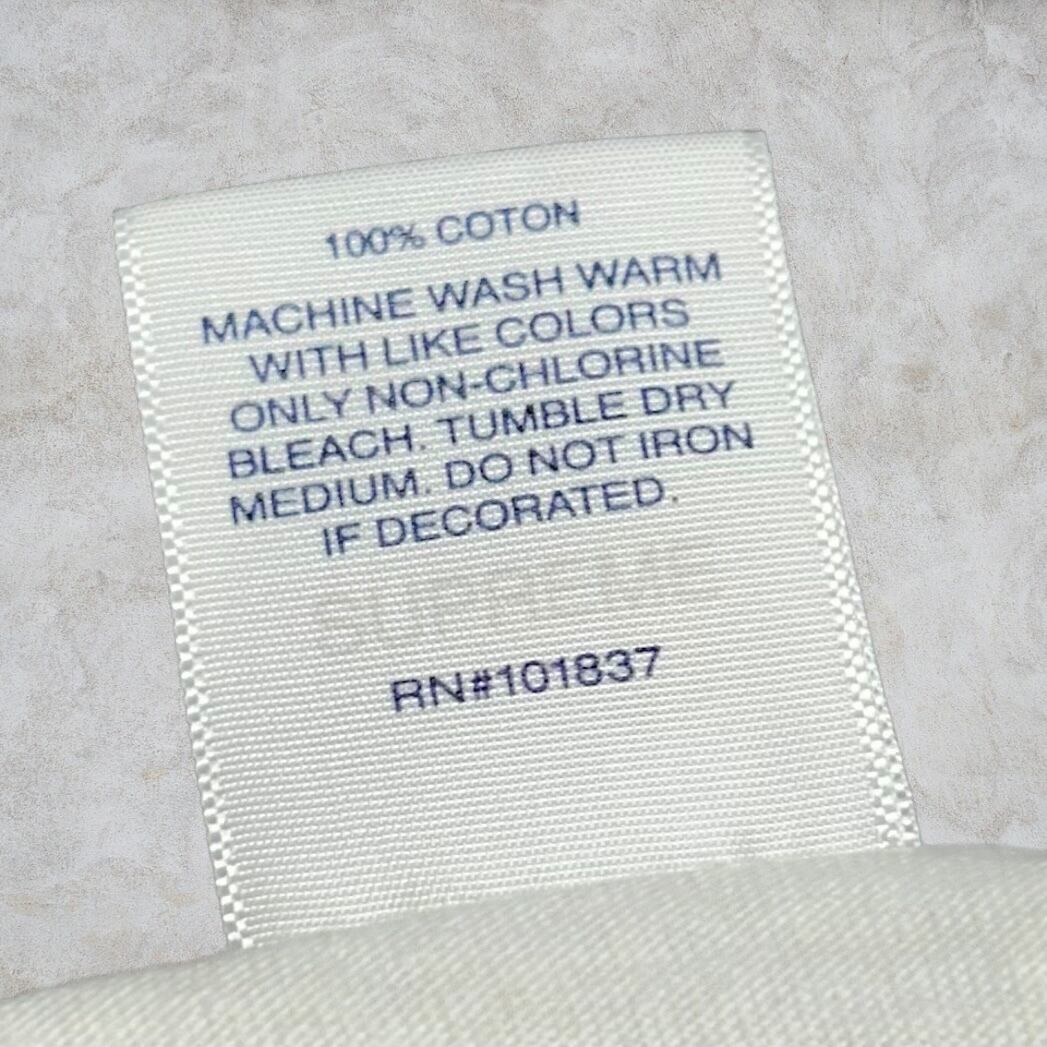 100% COTON
MACHINE WASH WARM
WITH LIKE COLORS
ONLY NON-CHLORINE
BLEACH. TUMBLE DRY
MEDIUM. DO NOT IRON
IF DECORATED.
RN#101837